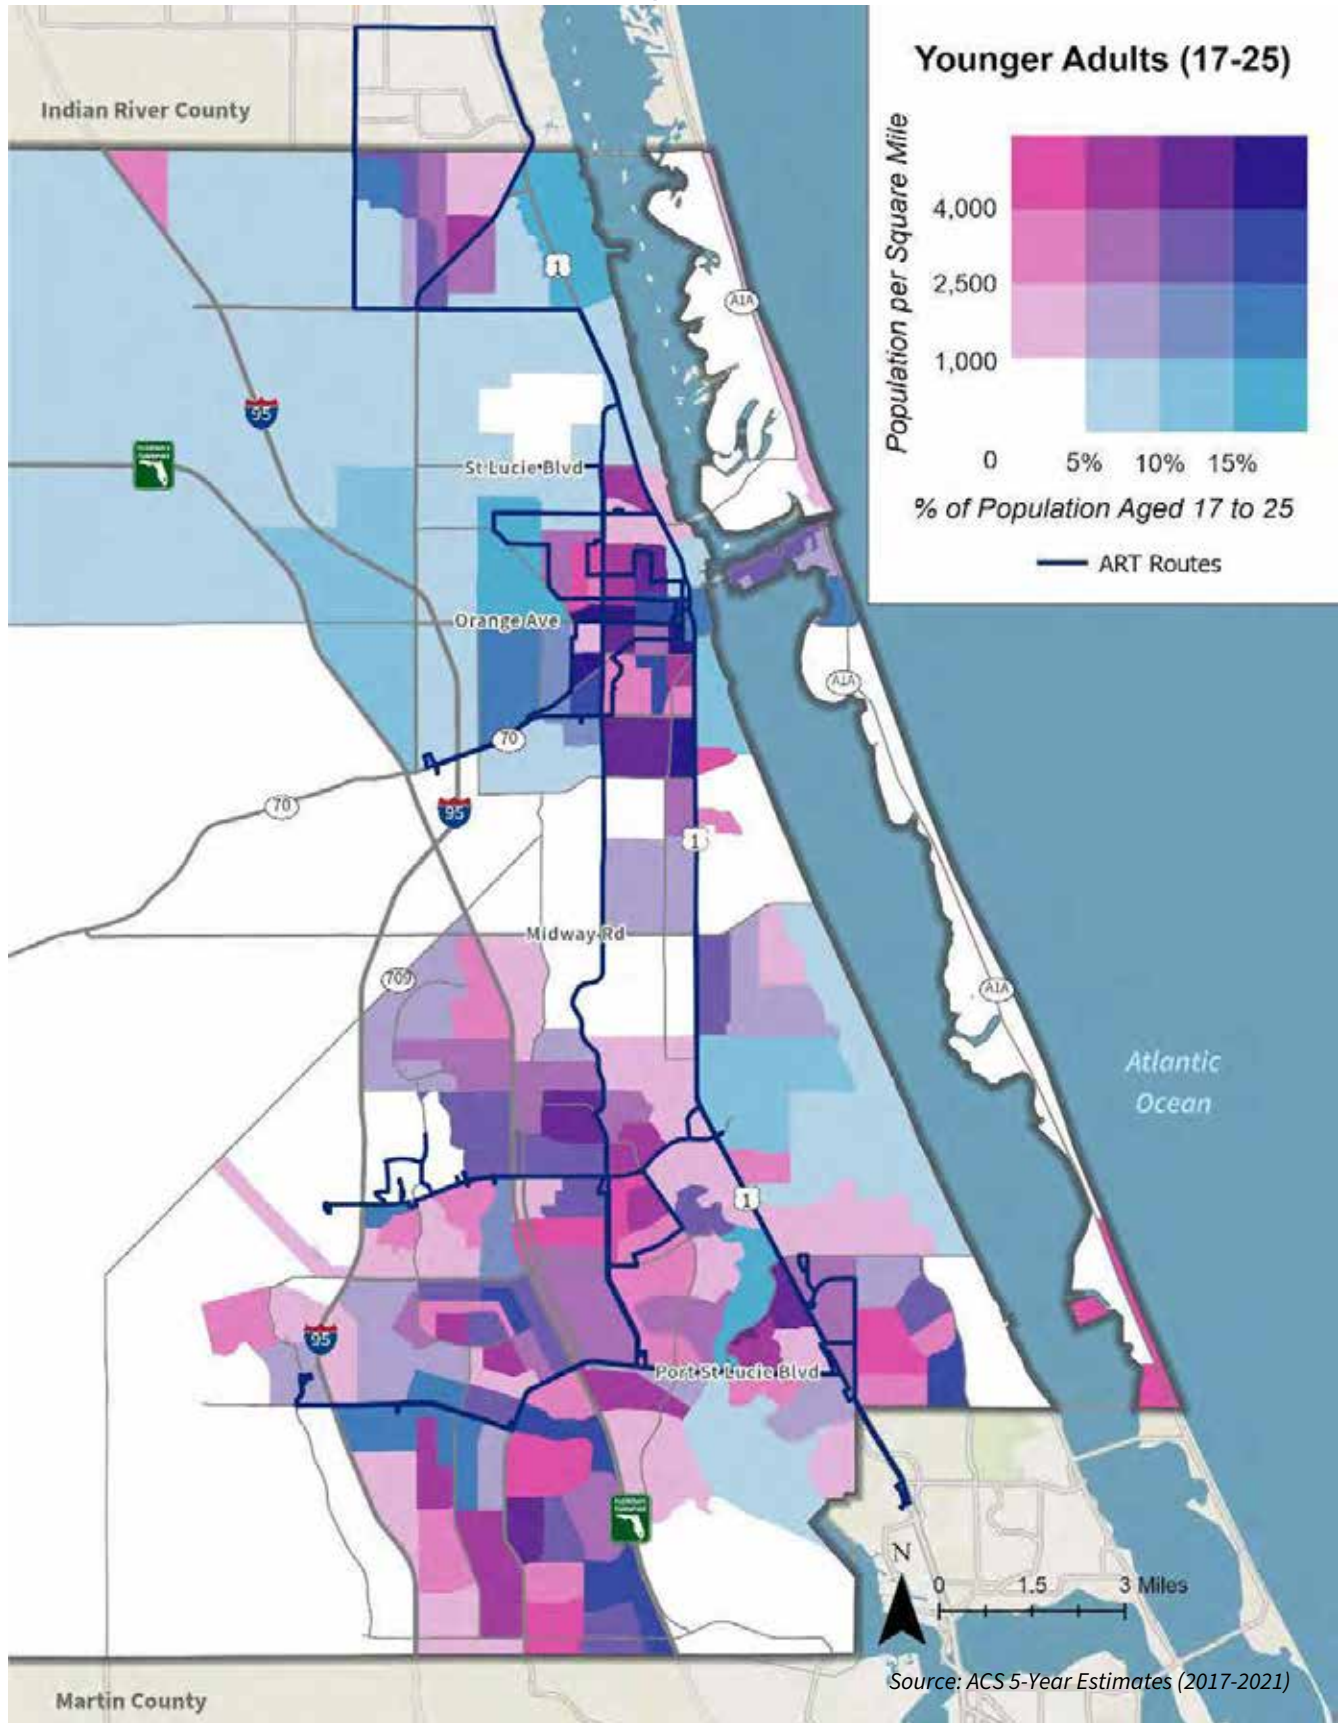 Younger Adults (17-25)
Population per Square Mile
4,000
2,500
1,000
0
5%
10%
15%
% of Population Aged 17 to 25
ART Routes
Indian River County
1
A1A
95
St Lucie Blvd
Orange Ave
A1A
70
70
95
1
Midway Rd
709
A1A
Atlantic
Ocean
1
95
Port St Lucie Blvd
N
0
1.5
3 Miles
Source: ACS 5-Year Estimates (2017-2021)
Martin County